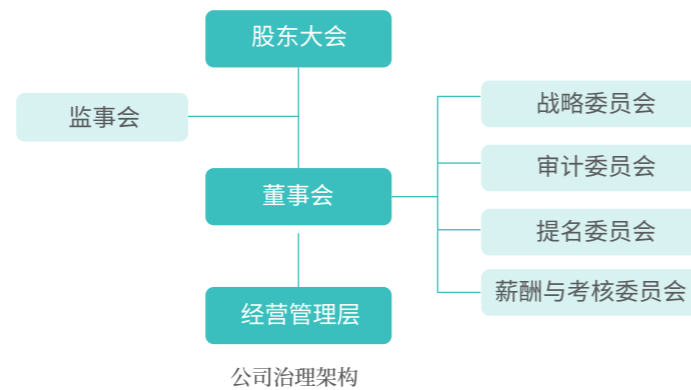 股东大会
监事会
董事会
经营管理层
战略委员会
审计委员会
提名委员会
薪酬与考核委员会
公司治理架构